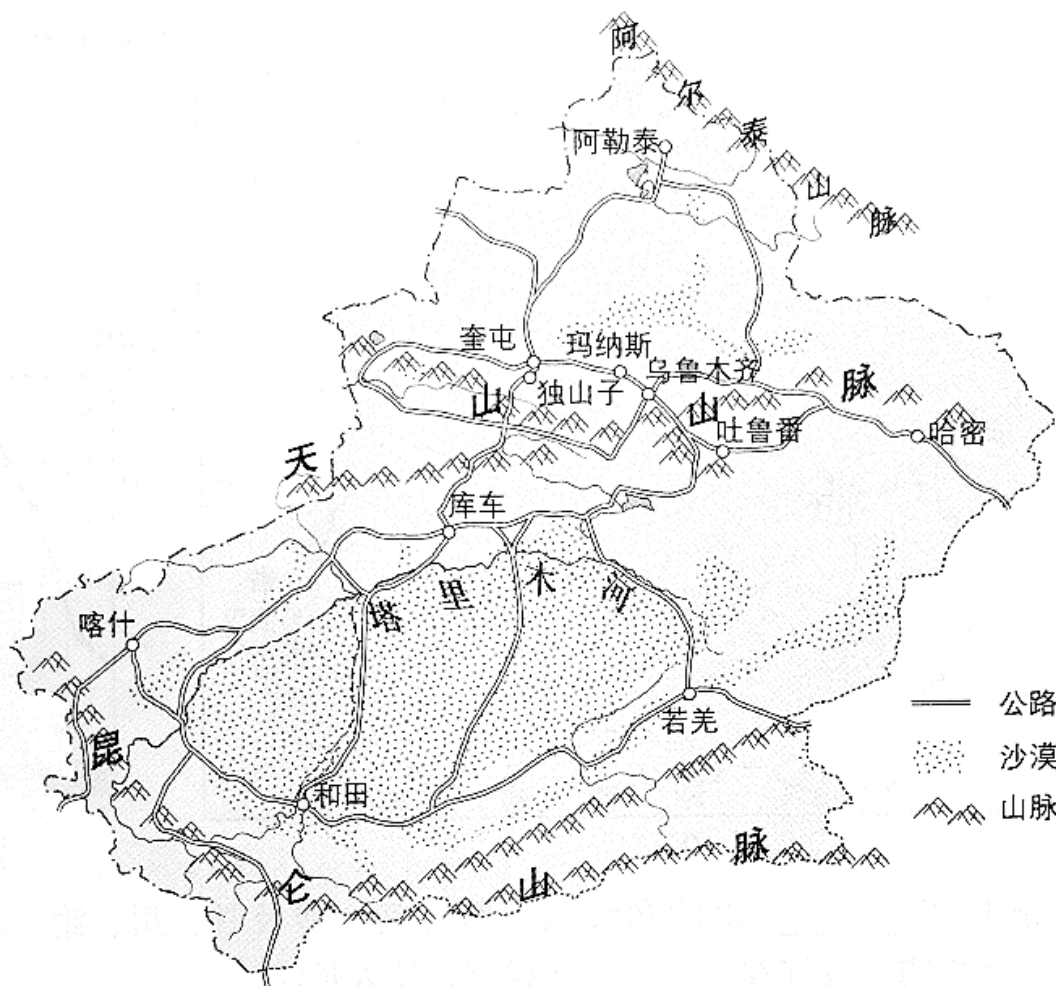 阿尔泰山脉
阿勒泰
奎屯
玛纳斯
乌鲁木齐
独山子
天山山脉
吐鲁番
哈密
库车
塔里木河
喀什
若羌
和田
昆仑山脉
公路
沙漠
山脉